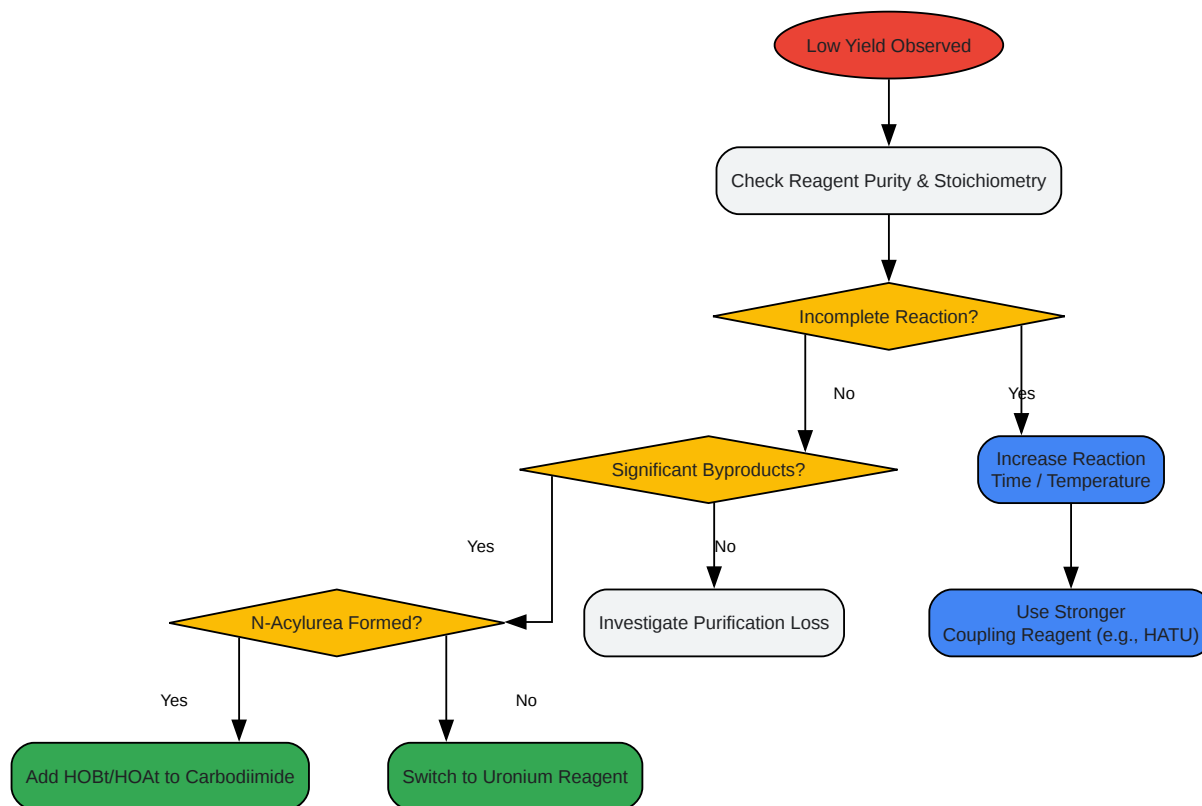 Low Yield Observed
Check Reagent Purity & Stoichiometry
Incomplete Reaction?
No
Yes
Significant Byproducts?
Increase Reaction
Time / Temperature
Yes
No
N-Acylurea Formed?
Investigate Purification Loss
Use Stronger
Coupling Reagent (e.g., HATU)
Yes
No
Add HOBt/HOAt to Carbodiimide
Switch to Uronium Reagent